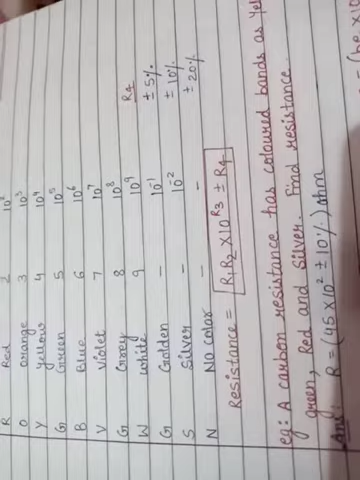 R Red 2 10²
O Orange 3 10³
Y Yellow 4 10⁴
G Green 5 10⁵
B Blue 6 10⁶
V Violet 7 10⁷
G Grey 8 10⁸ R₄
W White 9 10⁹ ± 5%
G Golden – 10⁻¹ ± 10%
S Silver – 10⁻² ± 20%
N No color – –
Resistance = R₁R₂ × 10^R₃ ± R₄
eg: A carbon resistance has coloured bands as
green, Red and silver. Find resistance.
Ans: R = (45 × 10² ± 10%) ohm